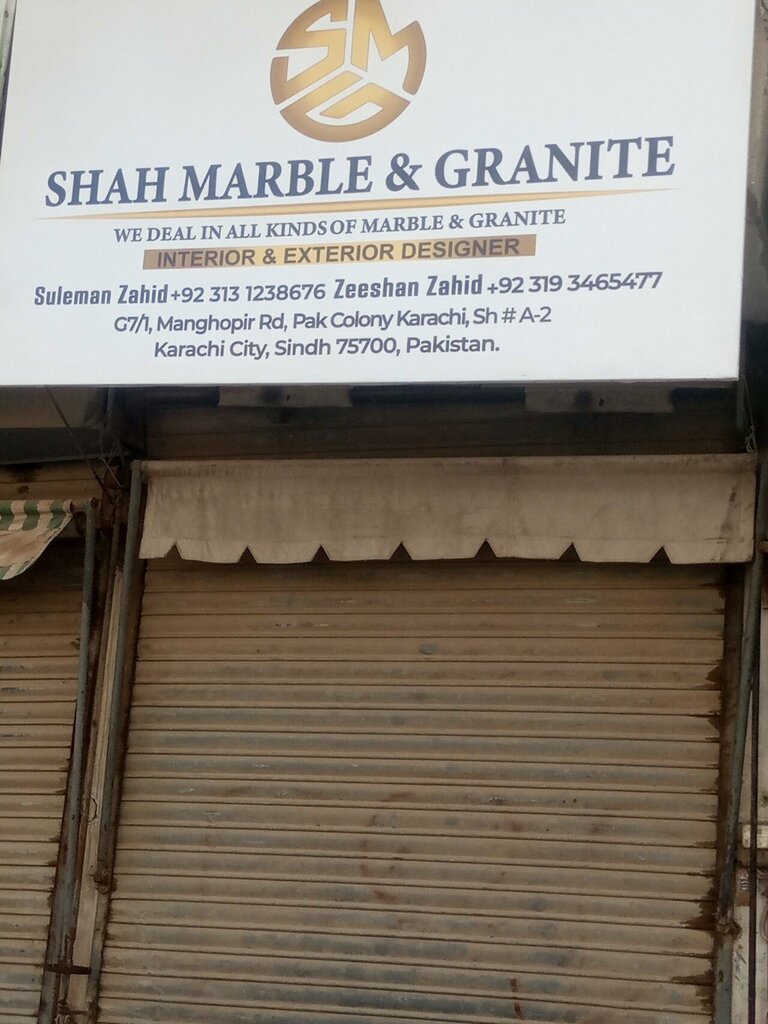 SMG
SHAH MARBLE & GRANITE
WE DEAL IN ALL KINDS OF MARBLE & GRANITE
INTERIOR & EXTERIOR DESIGNER
Suleman Zahid +92 313 1238676 Zeeshan Zahid +92 319 3465477
G7/1, Manghopir Rd, Pak Colony Karachi, Sh # A-2
Karachi City, Sindh 75700, Pakistan.